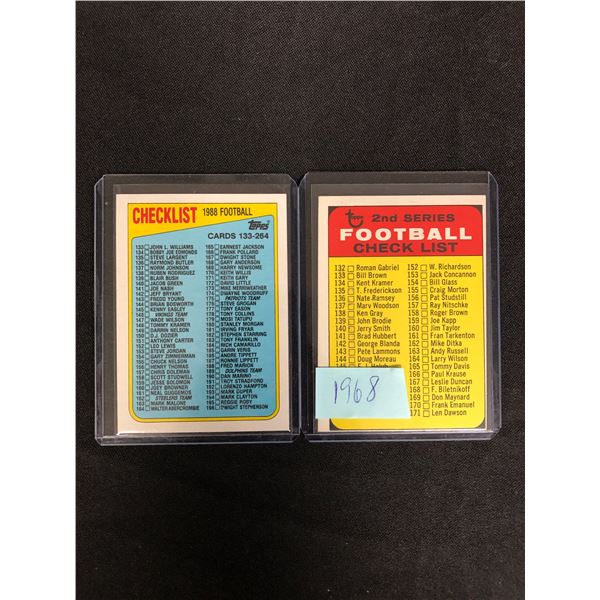 CHECKLIST 1988 FOOTBALL
Topps
CARDS 133-264
133 JOHN L. WILLIAMS
134 BOBBY JOE EDMONDS
135 STEVE LARGENT
136 RAYMOND BUTLER
137 NORM JOHNSON
138 RUBEN RODRIGUEZ
139 BLAIR BUSH
140 JACOB GREEN
141 JOE NASH
142 JEFF BRYANT
143 FREDD YOUNG
144 BRIAN BOSWORTH
145 KENNY EASLEY
146 VIKINGS TEAM
147 WADE WILSON
148 TOMMY KRAMER
149 DARRIN NELSON
150 D.J. DOZIER
151 ANTHONY CARTER
152 LEO LEWIS
153 STEVE JORDAN
154 GARY ZIMMERMAN
155 CHUCK NELSON
156 HENRY THOMAS
157 CHRIS DOLEMAN
158 SCOTT STUDWELL
159 JESSE SOLOMON
160 JOEY BROWNER
161 NEAL GUGGEMOS
162 STEELERS TEAM
163 MARK MALONE
164 WALTER ABERCROMBIE
165 EARNEST JACKSON
166 FRANK POLLARD
167 DWIGHT STONE
168 GARY ANDERSON
169 HARRY NEWSOME
170 KEITH WILLIS
171 KEITH GARY
172 DAVID LITTLE
173 MIKE MERRIWEATHER
174 DWAYNE WOODRUFF
175 PATRIOTS TEAM
176 STEVE GROGAN
177 TONY EASON
178 TONY COLLINS
179 MOSI TATUPU
180 STANLEY MORGAN
181 IRVING FRYAR
182 STEPHEN STARRING
183 TONY FRANKLIN
184 RICH CAMARILLO
185 GARIN VERIS
186 ANDRE TIPPETT
187 RONNIE LIPPETT
188 FRED MARION
189 DOLPHINS TEAM
190 DAN MARINO
191 TROY STRADFORD
192 LORENZO HAMPTON
193 MARK DUPER
194 MARK CLAYTON
195 REGGIE ROBY
196 DWIGHT STEPHENSON
Topps
2nd SERIES
FOOTBALL
CHECK LIST
132 Roman Gabriel
133 Bill Brown
134 Kent Kramer
135 T. Frederickson
136 Nate Ramsey
137 Marv Woodson
138 Ken Gray
139 John Brodie
140 Jerry Smith
141 Brad Hubbert
142 George Blanda
143 Pete Lammons
144 Doug Moreau
152 W. Richardson
153 Jack Concannon
154 Bill Glass
155 Craig Morton
156 Pat Studstill
157 Ray Nitschke
158 Roger Brown
159 Joe Kapp
160 Jim Taylor
161 Fran Tarkenton
162 Mike Ditka
163 Andy Russell
164 Larry Wilson
165 Tommy Davis
166 Paul Krause
167 Leslie Duncan
168 F. Biletnikoff
169 Don Maynard
170 Frank Emanuel
171 Len Dawson
1968